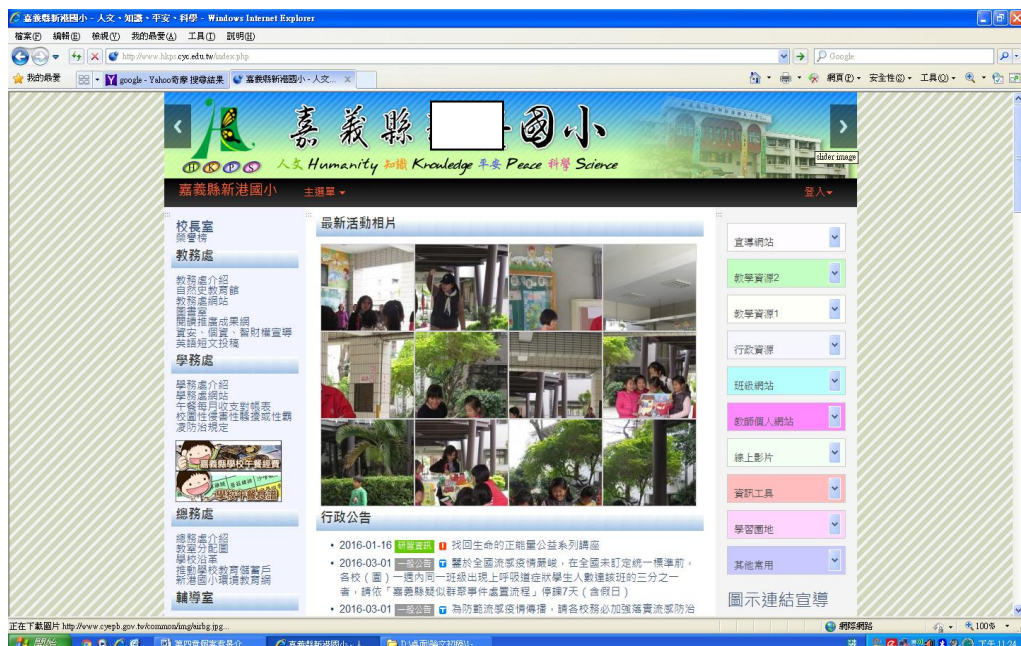 嘉義縣新港國小 - 人文、知識、平安、科學 - Windows Internet Explorer
檔案(F) 編輯(E) 檢視(V) 我的最愛(A) 工具(T) 說明(H)
http://www.hkps.cyc.edu.tw/index.php
Google
我的最愛
google - Yahoo奇摩 搜尋結果
嘉義縣新港國小 - 人文...
網頁(P) 安全性(S) 工具(O)
嘉義縣
國小
HKPS
人文 Humanity 知識 Knowledge 平安 Peace 科學 Science
slider image
嘉義縣新港國小
主選單
登入
校長室
榮譽榜
教務處
教務處介紹
自然史教育館
教務處網站
圖書室
閱讀推廣成果網
資安、個資、智財權宣導
英語短文投稿
學務處
學務處介紹
學務處網站
午餐每月收支對帳表
校園性侵害性騷擾或性霸
凌防治規定
嘉義縣學校午餐經費
總務處
總務處介紹
教室分配圖
學校沿革
推動學校教育儲蓄戶
新港國小環境教育網
輔導室
最新活動相片
行政公告
2016-01-16 研習資訊 找回生命的正能量公益系列講座
2016-03-01 一般公告 鑒於全國流感疫情嚴峻，在全國未訂定統一標準前，
各校（園）一週內同一班級出現上呼吸道症狀學生人數達該班的三分之一
者，請依「嘉義縣疑似群聚事件處置流程」停課7天（含假日）
2016-03-01 一般公告 為防範流感疫情傳播，請各校務必加強落實流感防治
宣導網站
教學資源2
教學資源1
行政資源
班級網站
教師個人網站
線上影片
資訊工具
學習園地
其他常用
圖示連結宣導
正在下載圖片 http://www.cyepb.gov.tw/common/img/airbg.jpg...
網際網路
100%
開始
第四章個案背景介...
嘉義縣新港國小 - 人...
下午 11:24